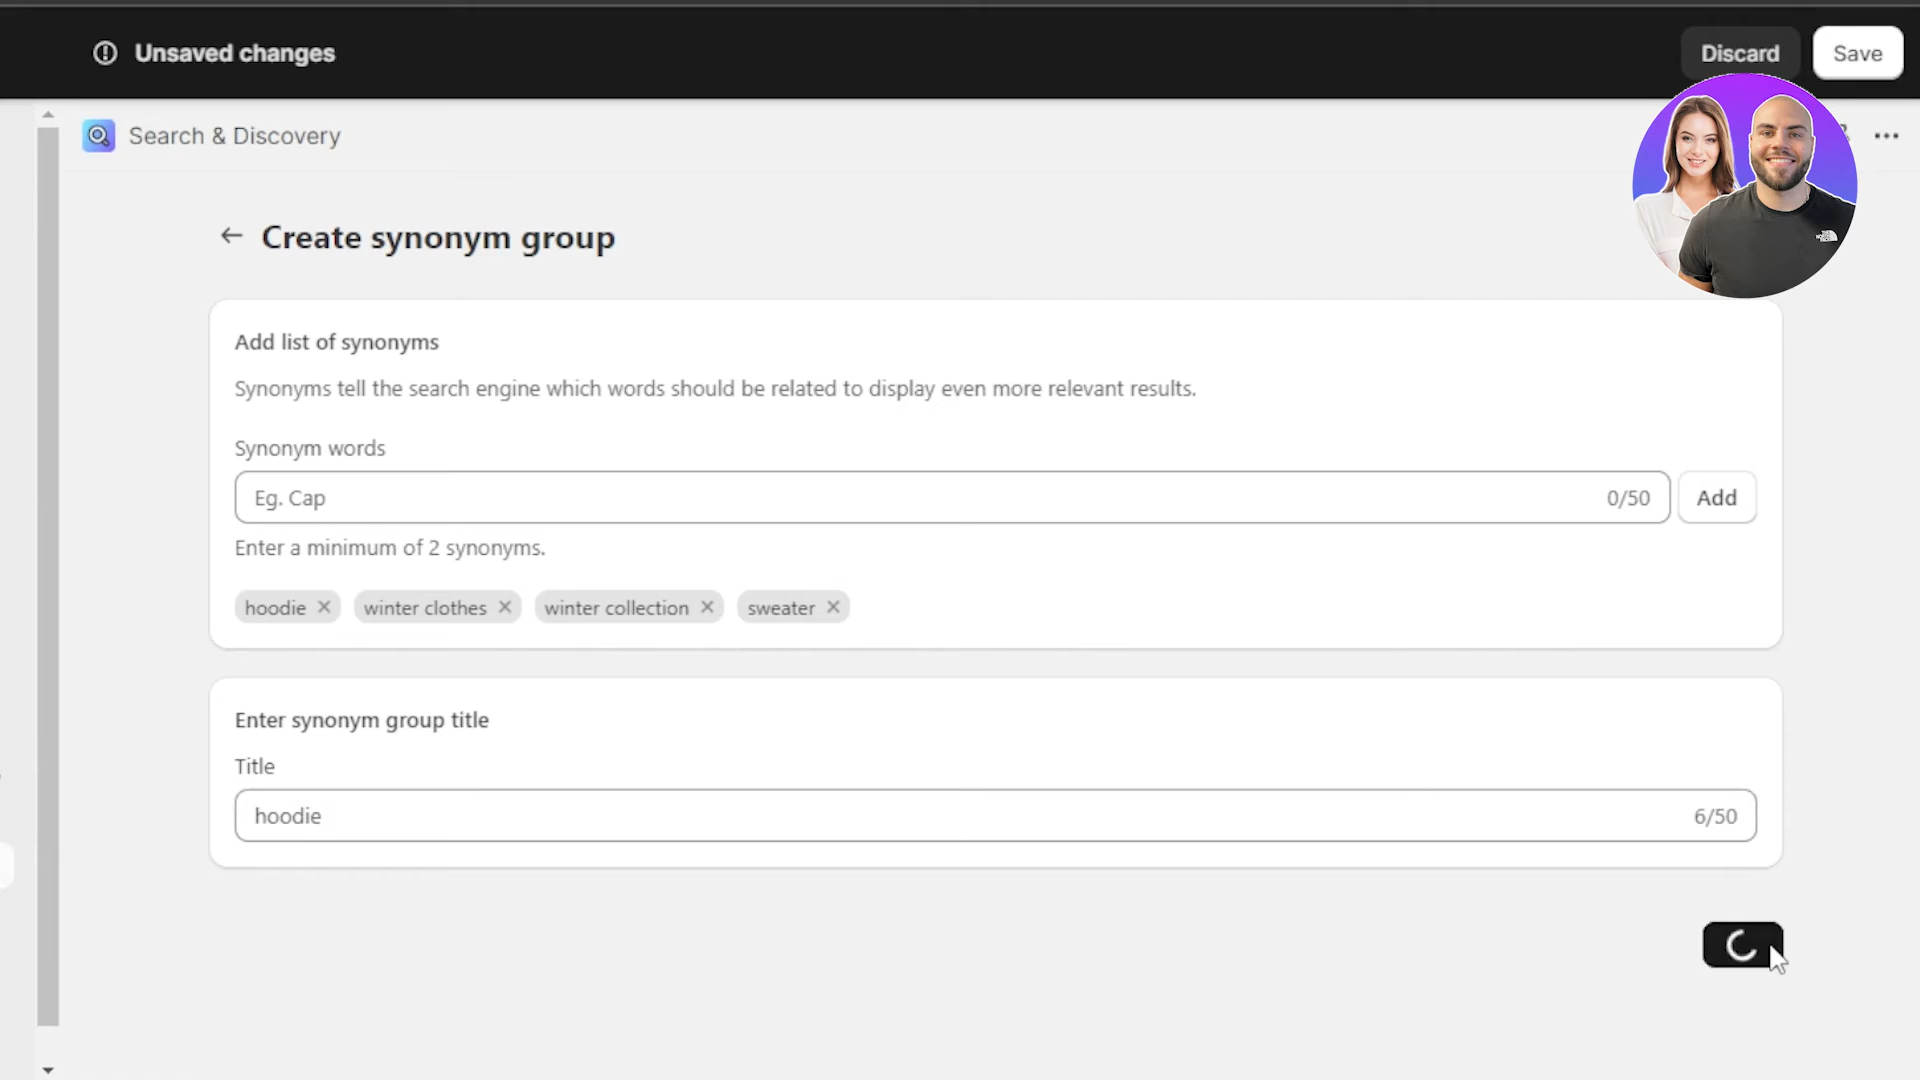 Unsaved changes
Discard
Save
Search & Discovery
Create synonym group
Add list of synonyms
Synonyms tell the search engine which words should be related to display even more relevant results.
Synonym words
Eg. Cap
0/50
Add
Enter a minimum of 2 synonyms.
hoodie
winter clothes
winter collection
sweater
Enter synonym group title
Title
hoodie
6/50